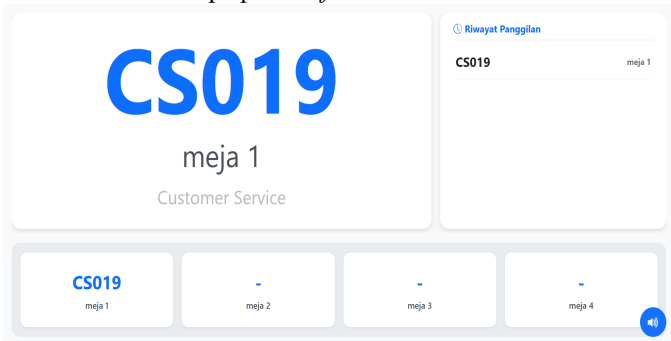 CS019
meja 1
Customer Service
Riwayat Panggilan
CS019 meja 1
CS019
meja 1
-
meja 2
-
meja 3
-
meja 4